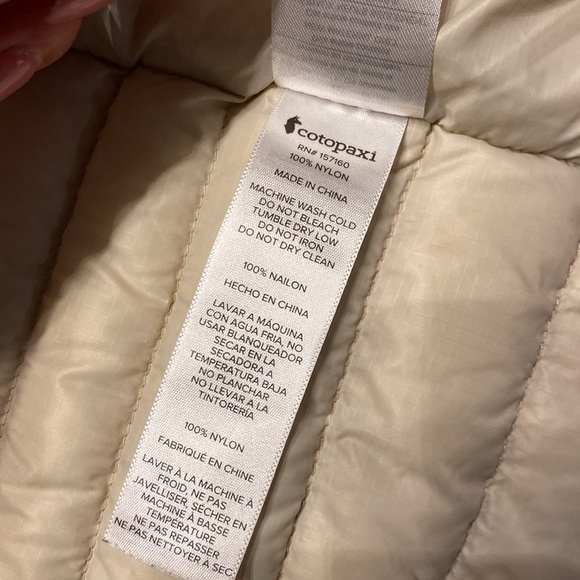 cotopaxi
RN# 157160
100% NYLON
MADE IN CHINA
MACHINE WASH COLD
DO NOT BLEACH
TUMBLE DRY LOW
DO NOT IRON
DO NOT DRY CLEAN
100% NAILON
HECHO EN CHINA
LAVAR A MÁQUINA
CON AGUA FRIA, NO
USAR BLANQUEADOR
SECAR EN LA
SECADORA A
TEMPERATURA BAJA
NO PLANCHAR
NO LLEVAR A LA
TINTORERÍA
100% NYLON
FABRIQUÉ EN CHINE
LAVER À LA MACHINE À
FROID, NE PAS
JAVELLISER, SÉCHER EN
MACHINE À BASSE
TEMPÉRATURE
NE PAS REPASSER
NE PAS NETTOYER À SEC